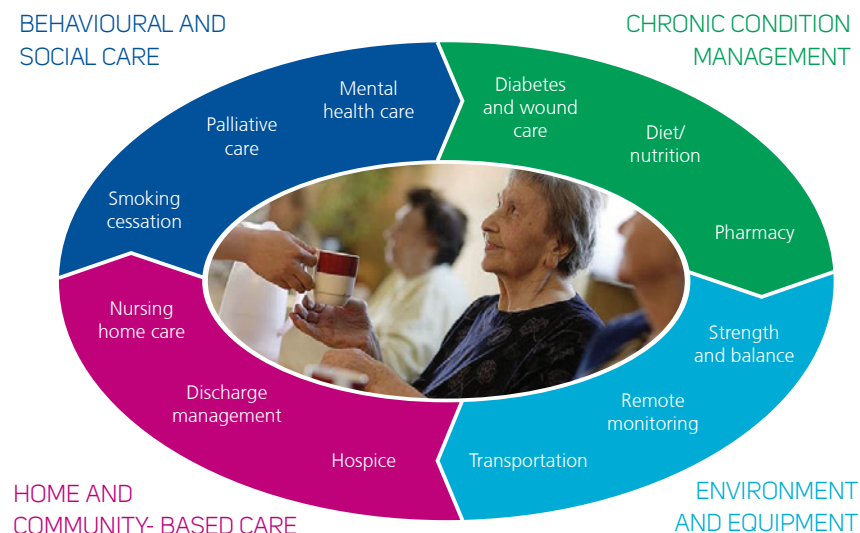 BEHAVIOURAL AND
SOCIAL CARE
CHRONIC CONDITION
MANAGEMENT
Mental
health care
Palliative
care
Smoking
cessation
Diabetes
and wound
care
Diet/
nutrition
Pharmacy
Nursing
home care
Discharge
management
Hospice
Strength
and balance
Remote
monitoring
Transportation
HOME AND
COMMUNITY- BASED CARE
ENVIRONMENT
AND EQUIPMENT